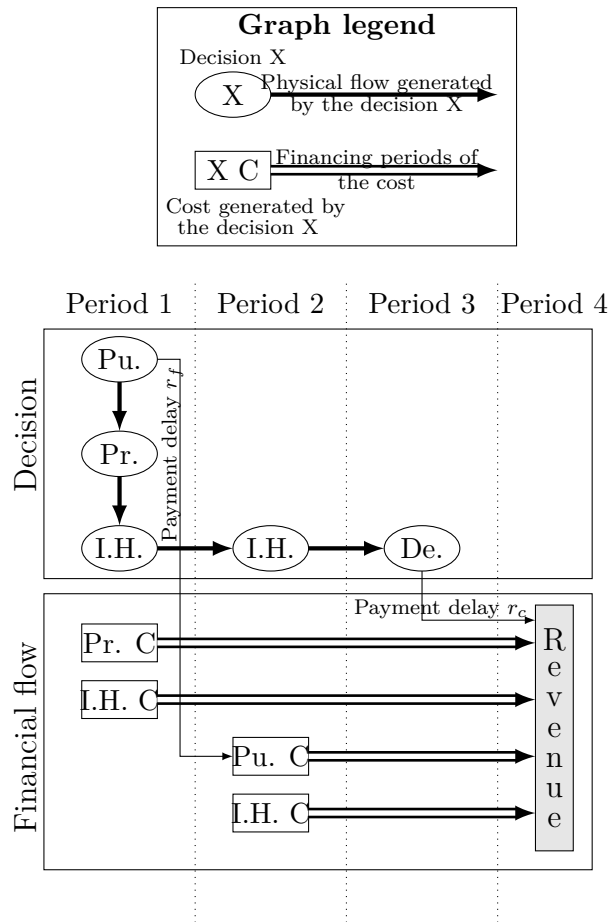 Graph legend
Decision X
X
Physical flow generated
by the decision X
X C
Financing periods of
the cost
Cost generated by
the decision X
Period 1
Period 2
Period 3
Period 4
Decision
Pu.
Payment delay r_f
Pr.
I.H.
I.H.
De.
Financial flow
Payment delay r_c
Pr. C
I.H. C
Pu. C
I.H. C
Revenue